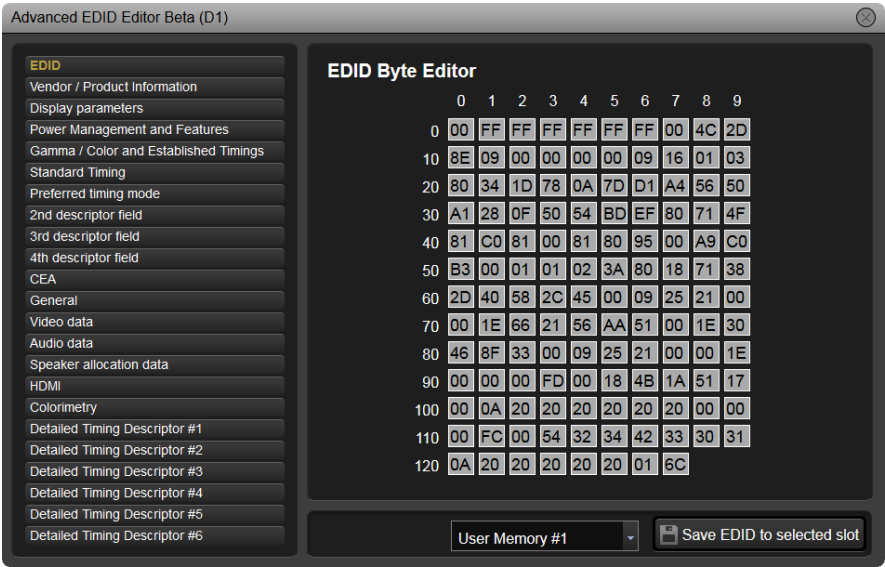 Advanced EDID Editor Beta (D1)
EDID
Vendor / Product Information
Display parameters
Power Management and Features
Gamma / Color and Established Timings
Standard Timing
Preferred timing mode
2nd descriptor field
3rd descriptor field
4th descriptor field
CEA
General
Video data
Audio data
Speaker allocation data
HDMI
Colorimetry
Detailed Timing Descriptor #1
Detailed Timing Descriptor #2
Detailed Timing Descriptor #3
Detailed Timing Descriptor #4
Detailed Timing Descriptor #5
Detailed Timing Descriptor #6
EDID Byte Editor
0 1 2 3 4 5 6 7 8 9
0 00 FF FF FF FF FF FF 00 4C 2D
10 8E 09 00 00 00 00 09 16 01 03
20 80 34 1D 78 0A 7D D1 A4 56 50
30 A1 28 0F 50 54 BD EF 80 71 4F
40 81 C0 81 00 81 80 95 00 A9 C0
50 B3 00 01 01 02 3A 80 18 71 38
60 2D 40 58 2C 45 00 09 25 21 00
70 00 1E 66 21 56 AA 51 00 1E 30
80 46 8F 33 00 09 25 21 00 00 1E
90 00 00 00 FD 00 18 4B 1A 51 17
100 00 0A 20 20 20 20 20 20 00 00
110 00 FC 00 54 32 34 42 33 30 31
120 0A 20 20 20 20 20 01 6C
User Memory #1
Save EDID to selected slot